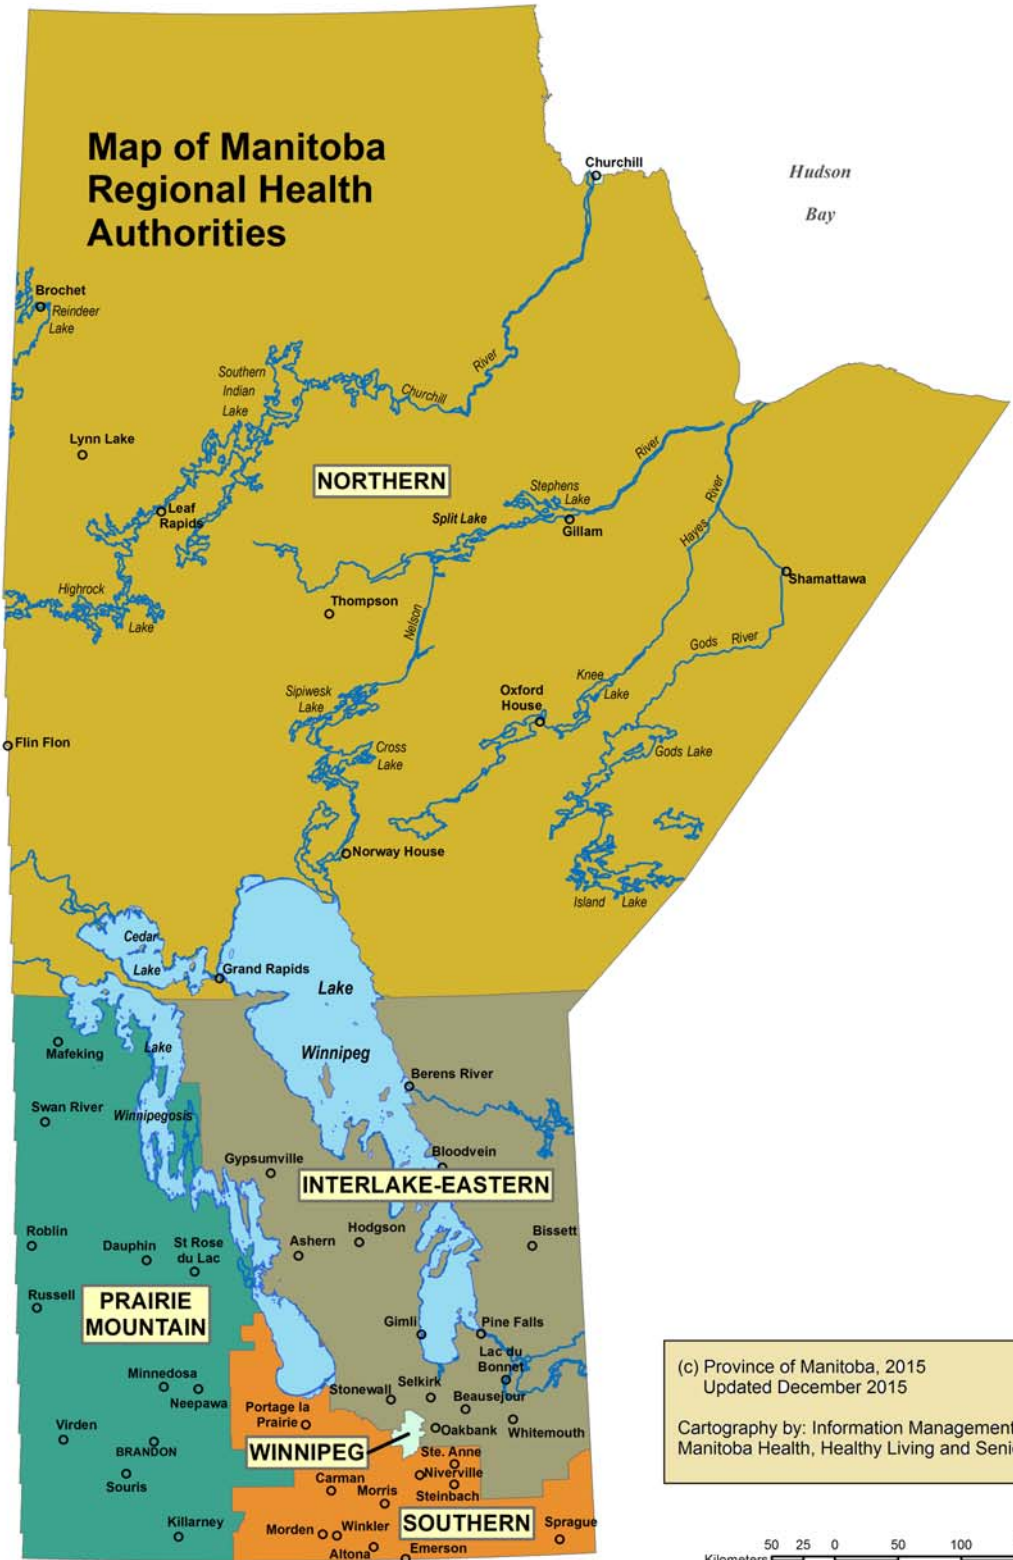 Map of Manitoba
Regional Health
Authorities
Churchill
Hudson
Bay
Brochet
Reindeer
Lake
Southern
Indian
Lake
Churchill
River
Lynn Lake
NORTHERN
River
Stephens
Lake
River
Leaf
Rapids
Split Lake
Gillam
Hayes
Shamattawa
Highrock
Lake
Thompson
Nelson
Gods River
Knee
Lake
Sipiwesk
Lake
Oxford
House
Flin Flon
Cross
Lake
Gods Lake
Norway House
Island Lake
Cedar
Lake
Grand Rapids
Lake
Winnipeg
Mafeking
Lake
Winnipegosis
Berens River
Swan River
Bloodvein
Gypsumville
INTERLAKE-EASTERN
Roblin
Dauphin
St Rose
du Lac
Ashern
Hodgson
Bissett
Russell
PRAIRIE
MOUNTAIN
Gimli
Pine Falls
Lac du
Bonnet
Minnedosa
Neepawa
Stonewall
Selkirk
Beausejour
Portage la
Prairie
Oakbank
Whitemouth
Virden
BRANDON
WINNIPEG
Ste. Anne
Niverville
Souris
Carman
Morris
Steinbach
Killarney
Morden
Winkler
SOUTHERN
Sprague
Altona
Emerson
(c) Province of Manitoba, 2015
Updated December 2015
Cartography by: Information Management
Manitoba Health, Healthy Living and Seni
50 25 0 50 100
Kilometers